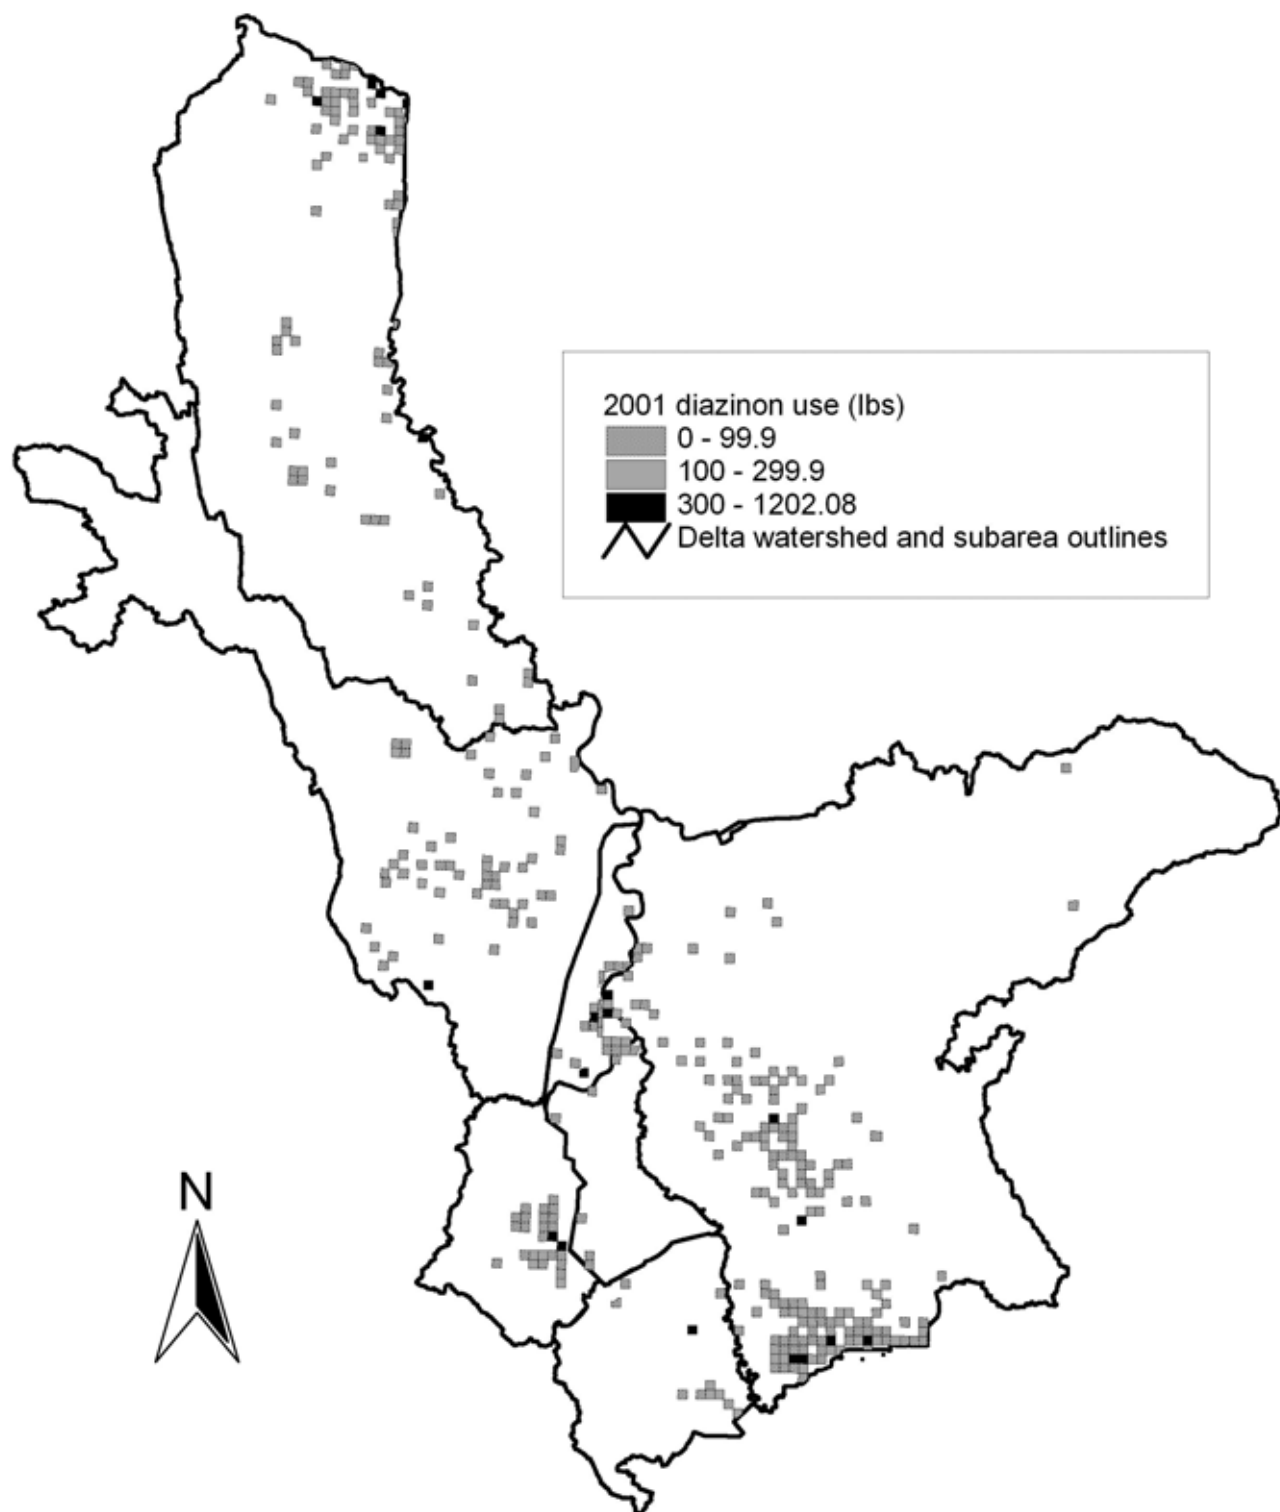 2001 diazinon use (lbs)
0 - 99.9
100 - 299.9
300 - 1202.08
Delta watershed and subarea outlines
N